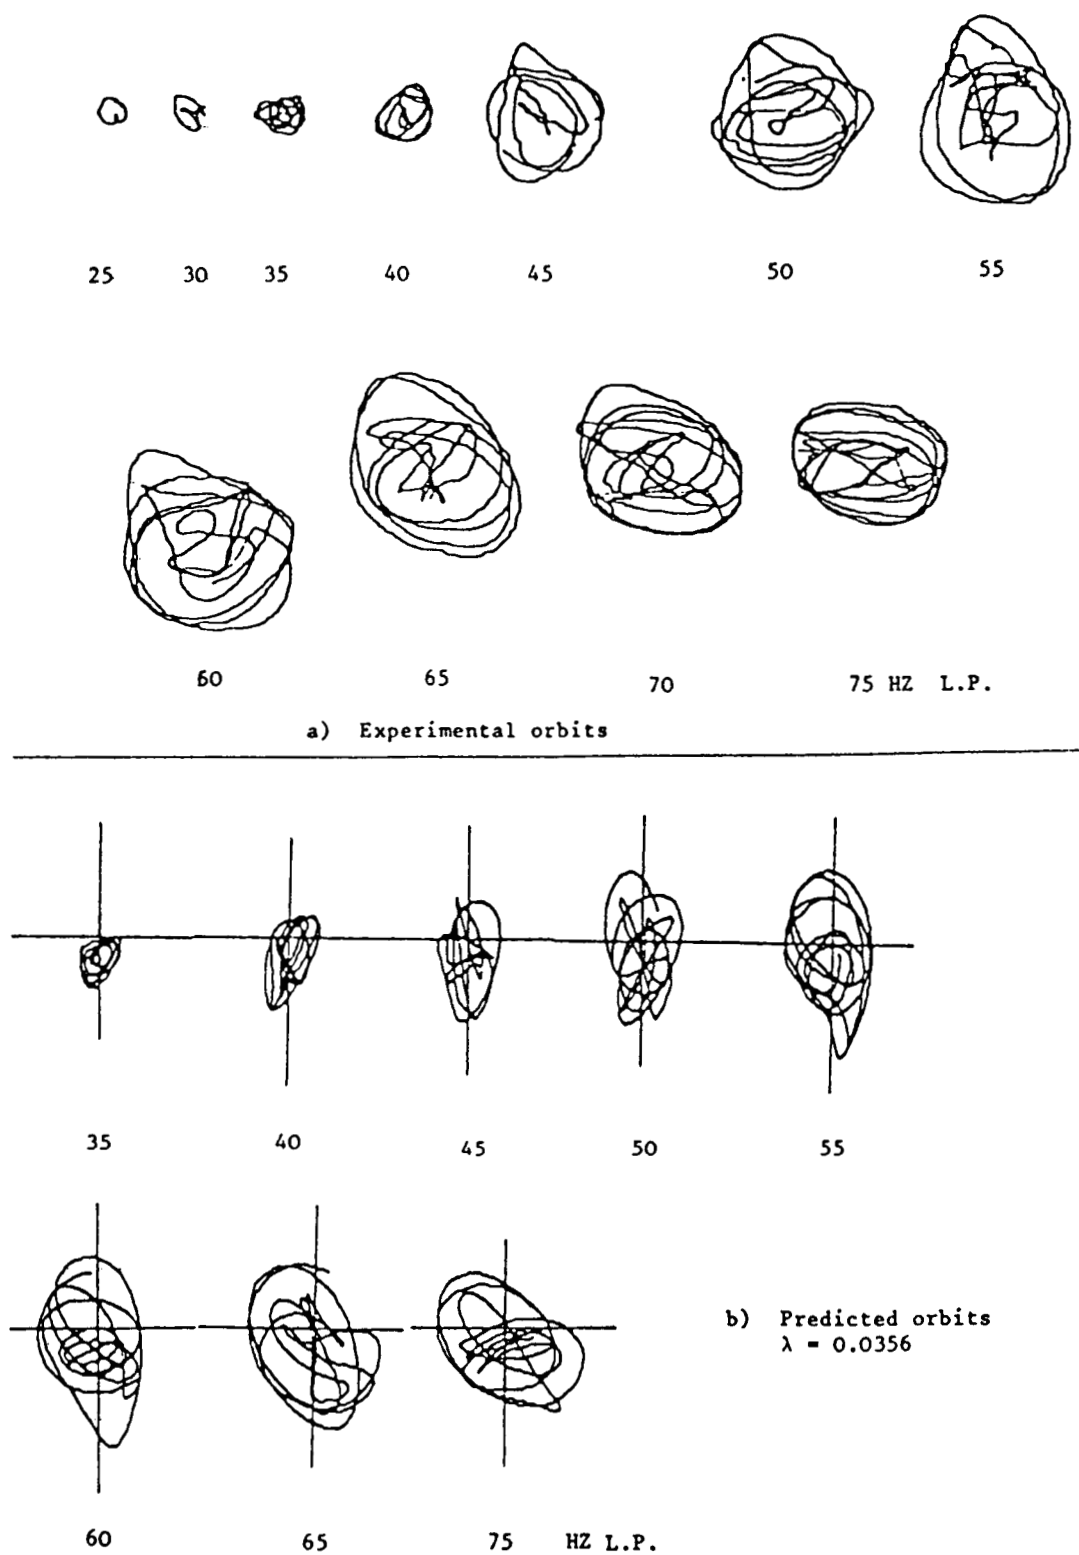 25 30 35 40 45 50 55
60 65 70 75 HZ L.P.
a) Experimental orbits
35 40 45 50 55
b) Predicted orbits
λ = 0.0356
60 65 75 HZ L.P.